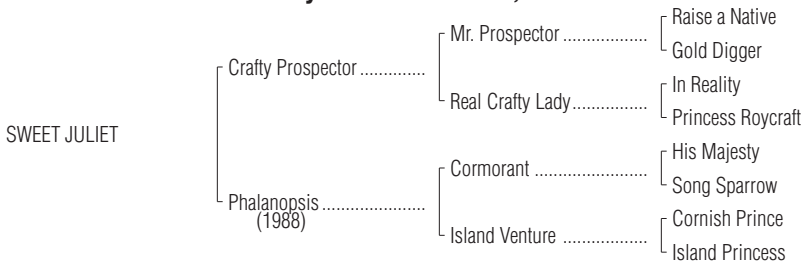 Raise a Native
Mr. Prospector ..................
Gold Digger
Crafty Prospector ..............
In Reality
Real Crafty Lady................
Princess Roycraft
SWEET JULIET
His Majesty
Cormorant ........................
Song Sparrow
Phalanopsis ......................
(1988)
Cornish Prince
Island Venture ..................
Island Princess